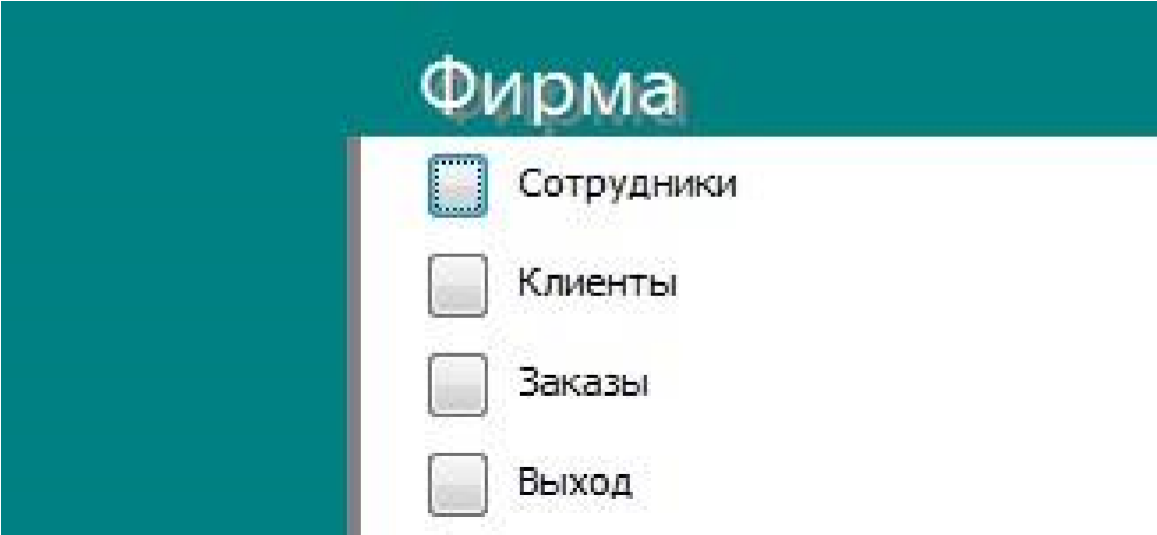 Фирма
Сотрудники
Клиенты
Заказы
Выход